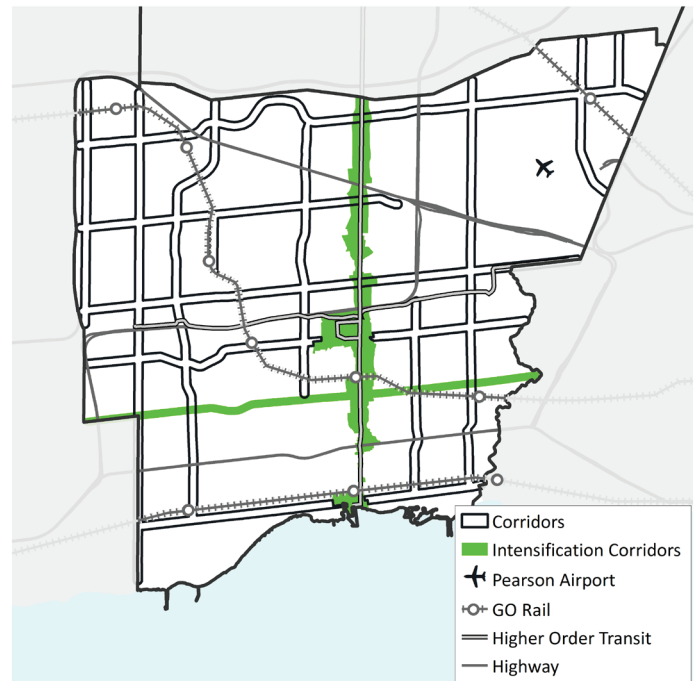 Corridors
Intensification Corridors
Pearson Airport
GO Rail
Higher Order Transit
Highway